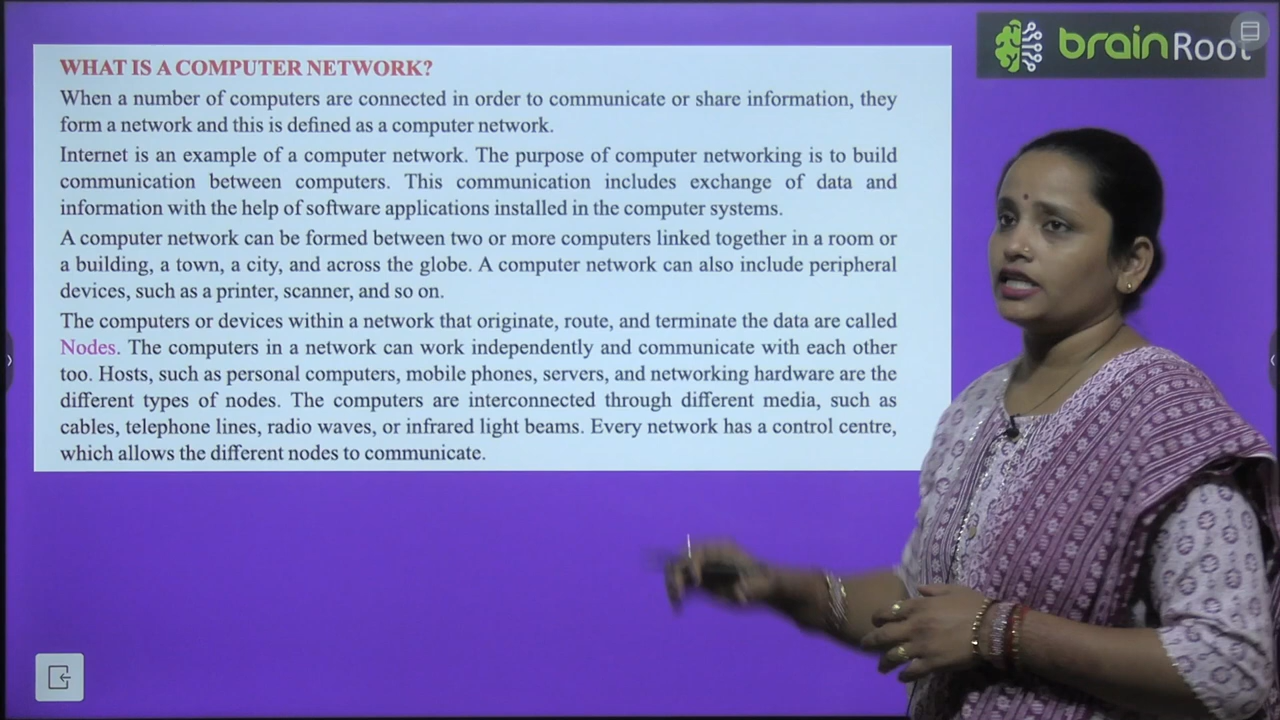 brainRoot
WHAT IS A COMPUTER NETWORK?
When a number of computers are connected in order to communicate or share information, they
form a network and this is defined as a computer network.
Internet is an example of a computer network. The purpose of computer networking is to build
communication between computers. This communication includes exchange of data and
information with the help of software applications installed in the computer systems.
A computer network can be formed between two or more computers linked together in a room or
a building, a town, a city, and across the globe. A computer network can also include peripheral
devices, such as a printer, scanner, and so on.
The computers or devices within a network that originate, route, and terminate the data are called
Nodes. The computers in a network can work independently and communicate with each other
too. Hosts, such as personal computers, mobile phones, servers, and networking hardware are the
different types of nodes. The computers are interconnected through different media, such as
cables, telephone lines, radio waves, or infrared light beams. Every network has a control centre,
which allows the different nodes to communicate.